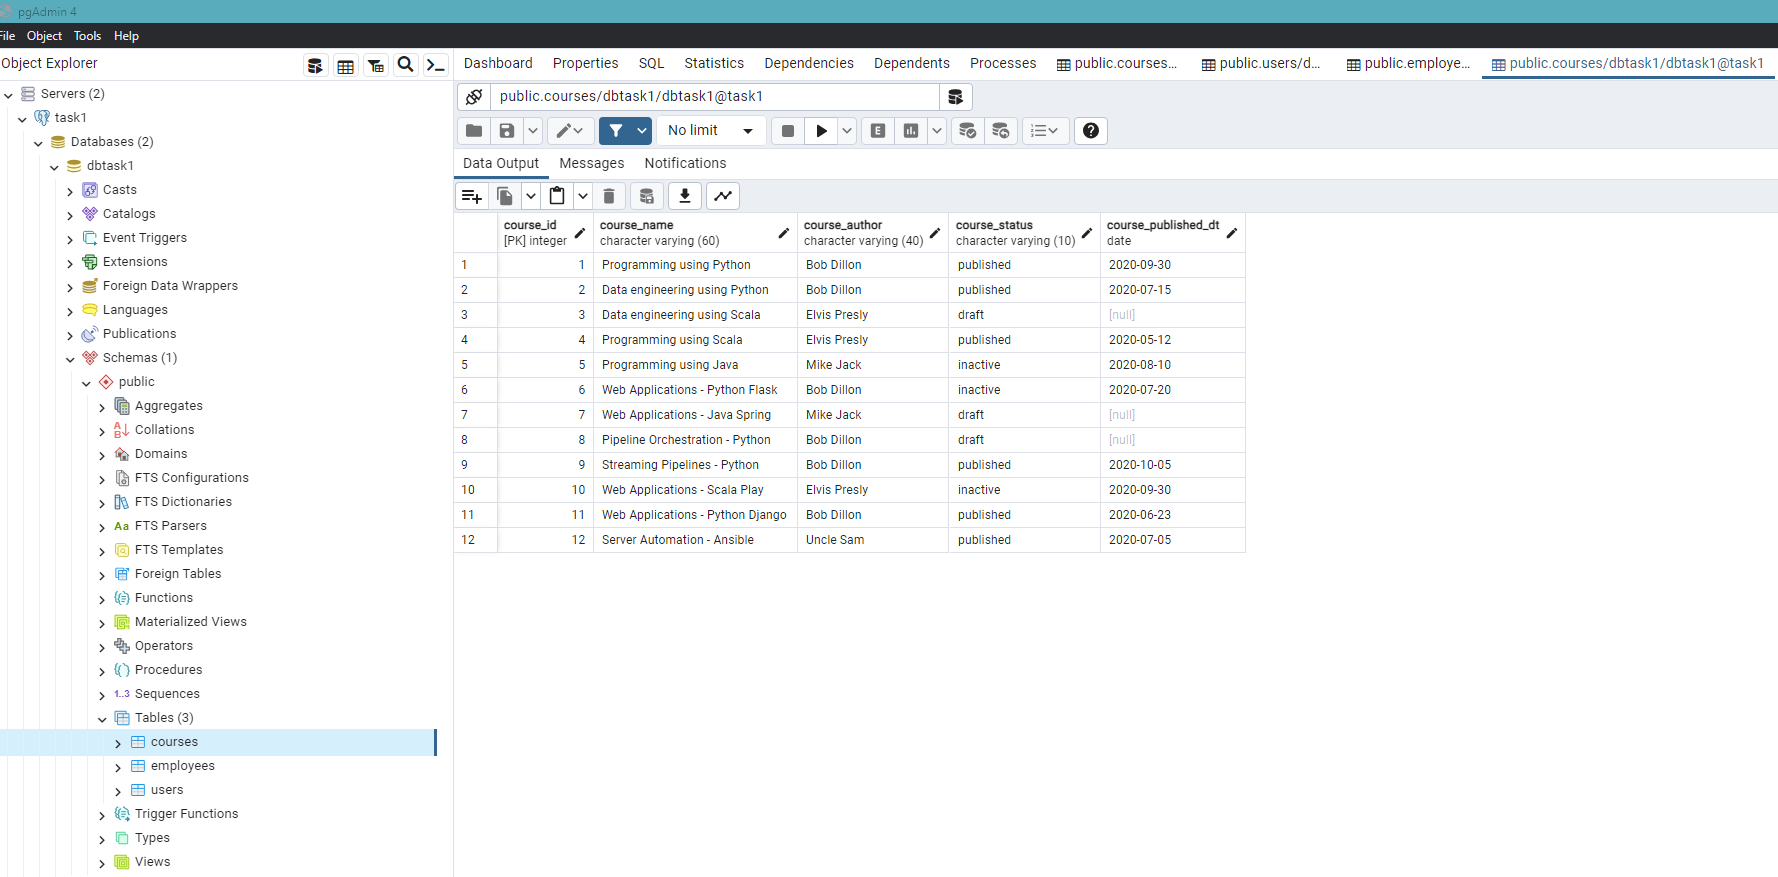 pgAdmin 4
File Object Tools Help
Object Explorer
Servers (2)
task1
Databases (2)
dbtask1
Casts
Catalogs
Event Triggers
Extensions
Foreign Data Wrappers
Languages
Publications
Schemas (1)
public
Aggregates
Collations
Domains
FTS Configurations
FTS Dictionaries
Aa FTS Parsers
FTS Templates
Foreign Tables
Functions
Materialized Views
Operators
Procedures
1..3 Sequences
Tables (3)
courses
employees
users
Trigger Functions
Types
Views
Dashboard Properties SQL Statistics Dependencies Dependents Processes public.courses... public.users/d... public.employe... public.courses/dbtask1/dbtask1@task1
public.courses/dbtask1/dbtask1@task1
No limit E
Data Output Messages Notifications
course_id course_name course_author course_status course_published_dt
[PK] integer character varying (60) character varying (40) character varying (10) date
1 1 Programming using Python Bob Dillon published 2020-09-30
2 2 Data engineering using Python Bob Dillon published 2020-07-15
3 3 Data engineering using Scala Elvis Presly draft [null]
4 4 Programming using Scala Elvis Presly published 2020-05-12
5 5 Programming using Java Mike Jack inactive 2020-08-10
6 6 Web Applications - Python Flask Bob Dillon inactive 2020-07-20
7 7 Web Applications - Java Spring Mike Jack draft [null]
8 8 Pipeline Orchestration - Python Bob Dillon draft [null]
9 9 Streaming Pipelines - Python Bob Dillon published 2020-10-05
10 10 Web Applications - Scala Play Elvis Presly inactive 2020-09-30
11 11 Web Applications - Python Django Bob Dillon published 2020-06-23
12 12 Server Automation - Ansible Uncle Sam published 2020-07-05